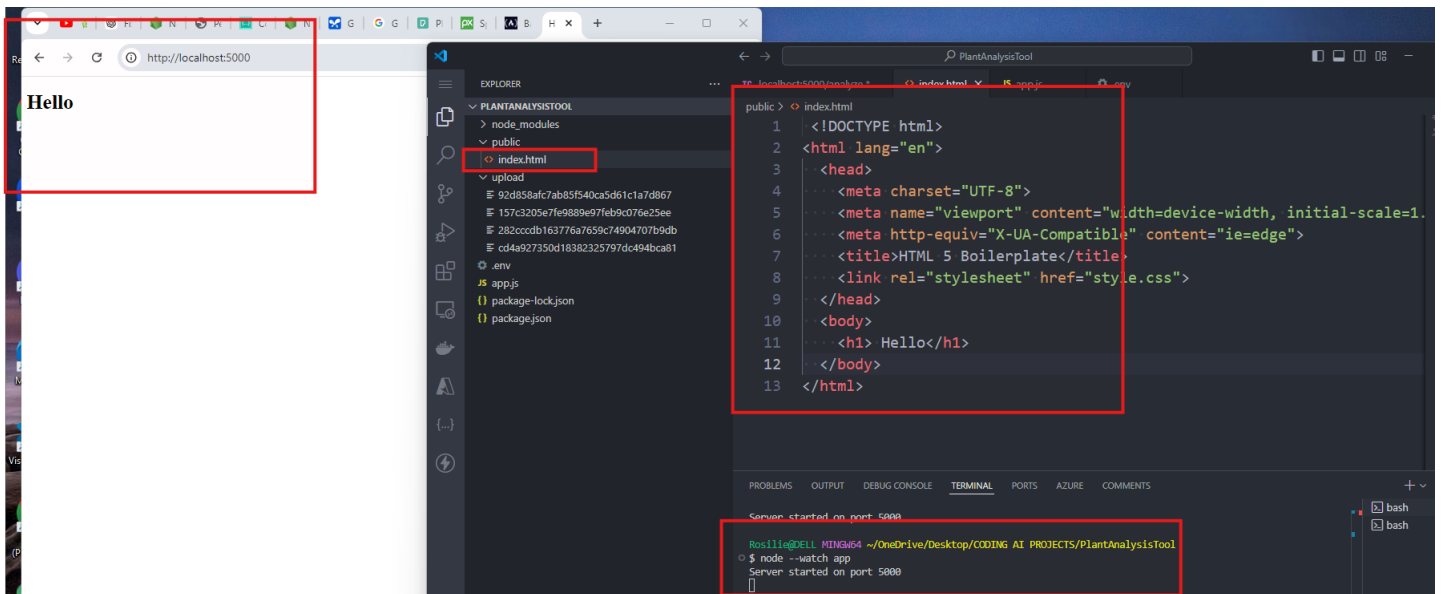 http://localhost:5000
Hello
PlantAnalysisTool
EXPLORER
PLANTANALYSISTOOL
node_modules
public
index.html
upload
92d858afc7ab85f540ca5d61c1a7d867
157c3205e7fe9889e97feb9c076e25ee
282cccdb163776a7659c74904707b9db
cd4a927350d18382325797dc494bca81
.env
JS app.js
{} package-lock.json
{} package.json
localhost:5000/analyze * index.html JS app.js .env
public > index.html
1 <!DOCTYPE html>
2 <html lang="en">
3 <head>
4 <meta charset="UTF-8">
5 <meta name="viewport" content="width=device-width, initial-scale=1.
6 <meta http-equiv="X-UA-Compatible" content="ie=edge">
7 <title>HTML 5 Boilerplate</title>
8 <link rel="stylesheet" href="style.css">
9 </head>
10 <body>
11 <h1> Hello</h1>
12 </body>
13 </html>
PROBLEMS OUTPUT DEBUG CONSOLE TERMINAL PORTS AZURE COMMENTS
Server started on port 5000
Rosilie@DELL MINGW64 ~/OneDrive/Desktop/CODING AI PROJECTS/PlantAnalysisTool
$ node --watch app
Server started on port 5000
bash
bash